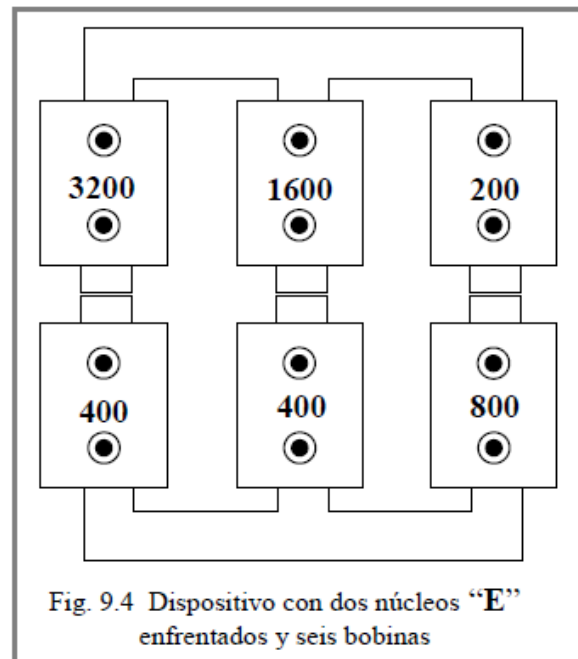 3200 1600 200
400 400 800
Fig. 9.4 Dispositivo con dos núcleos “E”
enfrentados y seis bobinas